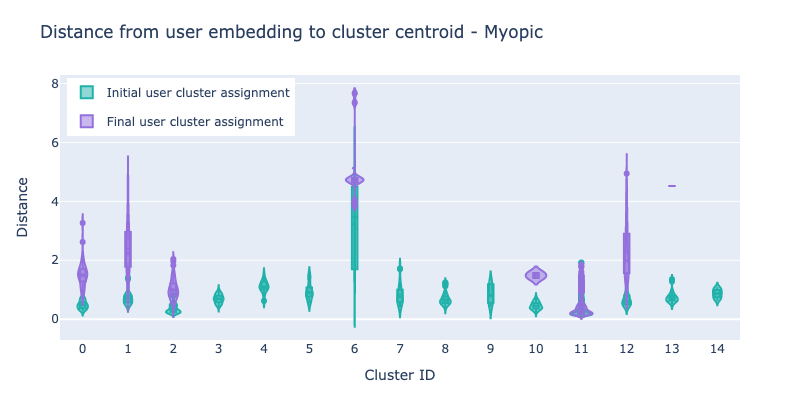 Distance from user embedding to cluster centroid - Myopic
Initial user cluster assignment
Final user cluster assignment
Distance
8
6
4
2
0
0 1 2 3 4 5 6 7 8 9 10 11 12 13 14
Cluster ID